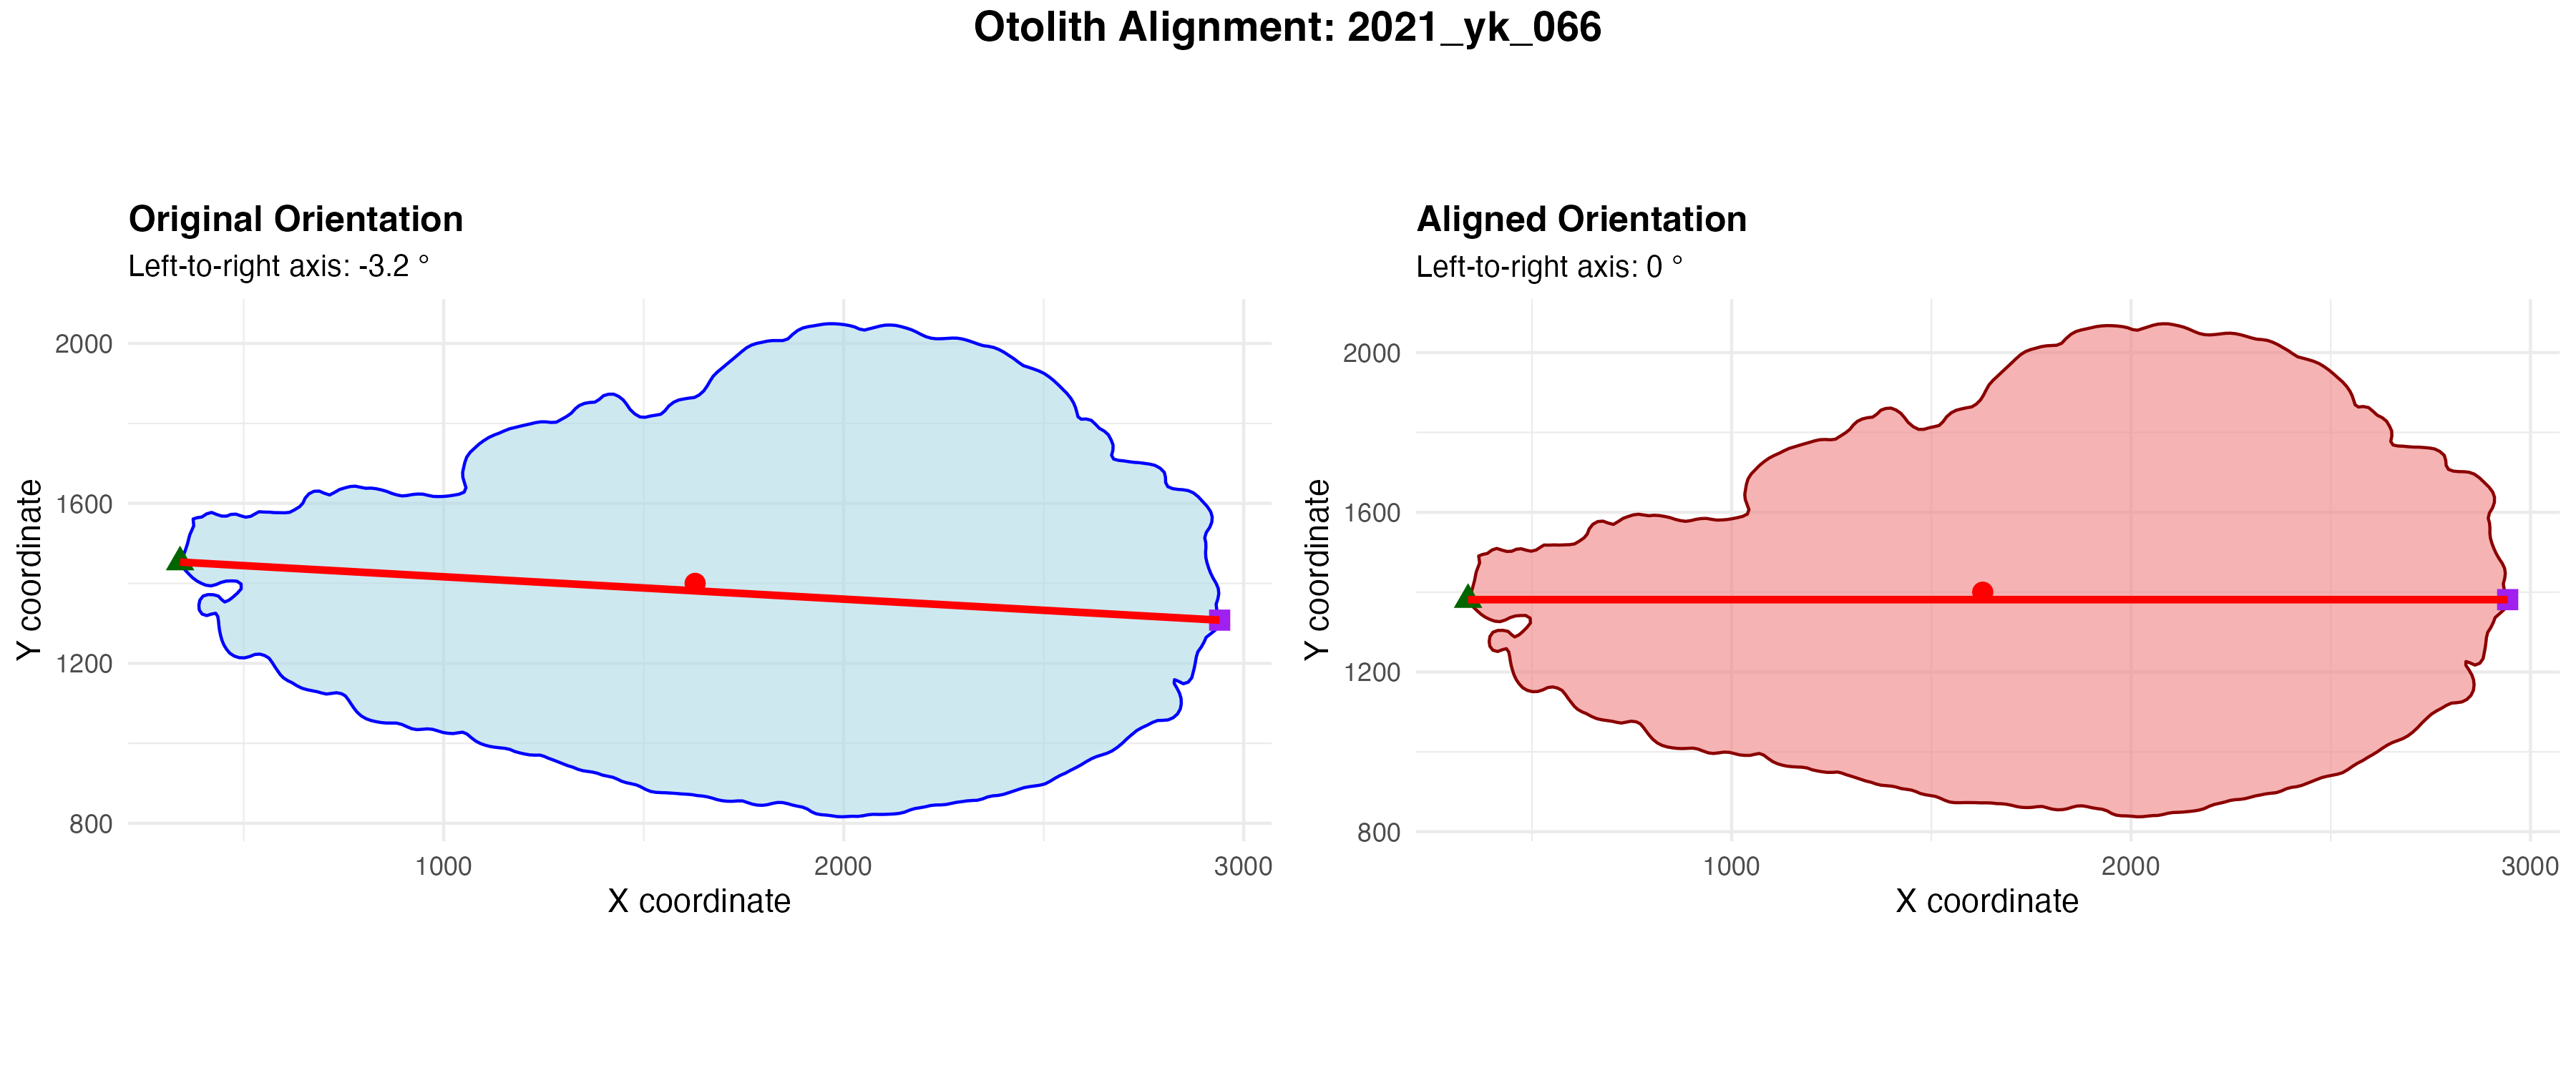 Otolith Alignment: 2021_yk_066
Original Orientation
Left-to-right axis: -3.2 °
Y coordinate
2000
1600
1200
800
1000
2000
3000
X coordinate
Aligned Orientation
Left-to-right axis: 0 °
Y coordinate
2000
1600
1200
800
1000
2000
3000
X coordinate